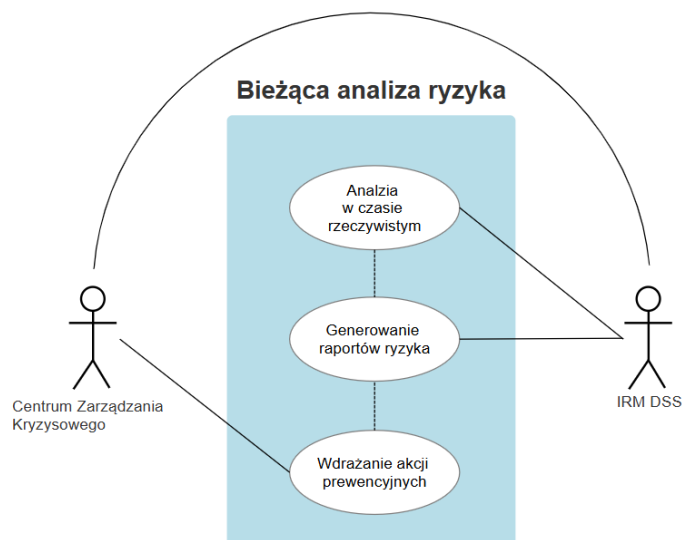 Bieżąca analiza ryzyka
Analzia
w czasie
rzeczywistym
Generowanie
raportów ryzyka
Centrum Zarządzania
Kryzysowego
IRM DSS
Wdrażanie akcji
prewencyjnych